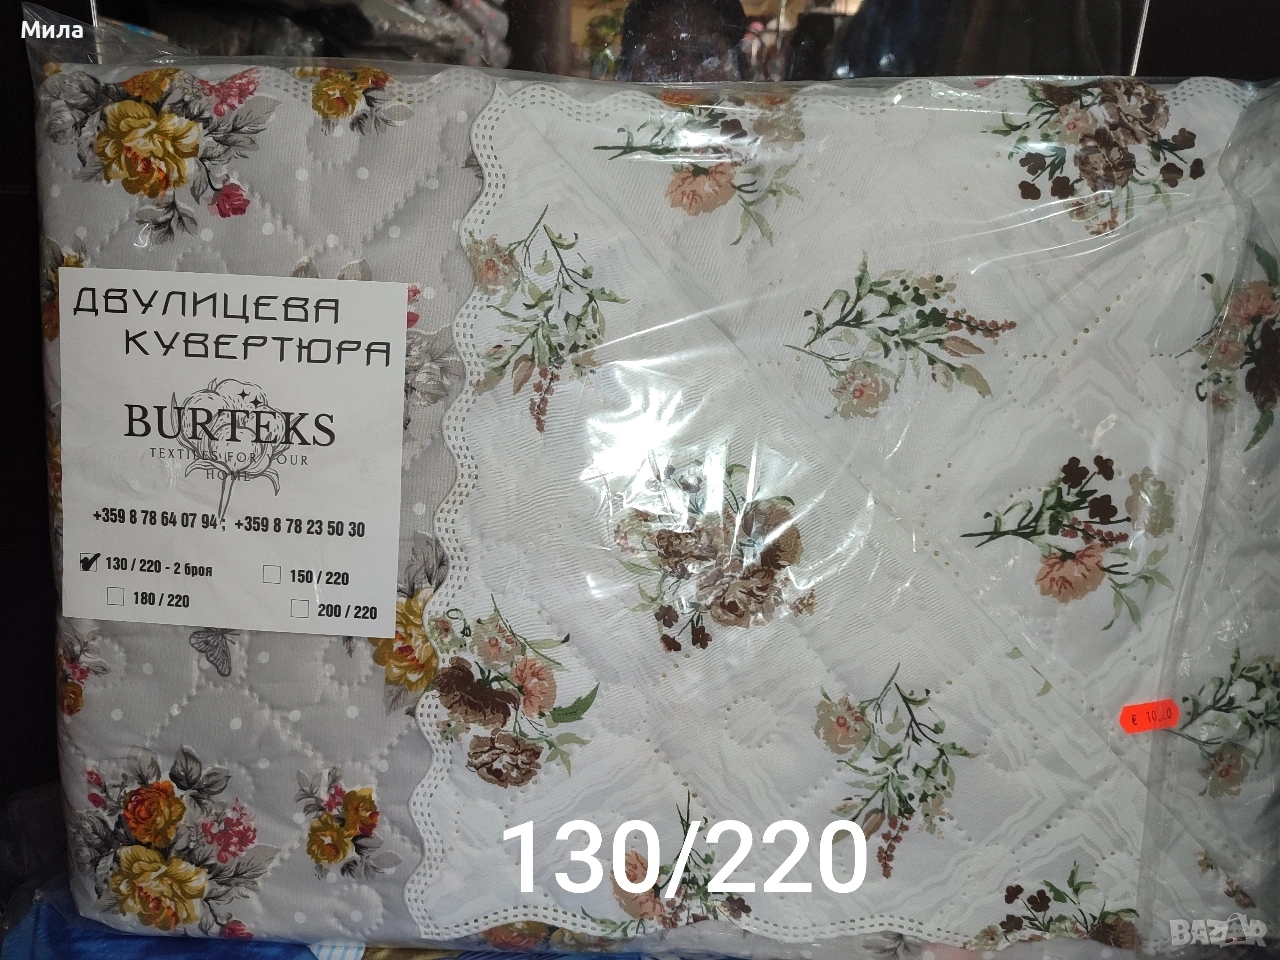 Мила
ДВУЛИЦЕВА
КУВЕРТЮРА
BURTEKS
TEXTILES FOR YOUR
HOME
+359 8 78 64 07 94 ; +359 8 78 23 50 30
130 / 220 - 2 броя
150 / 220
180 / 220
200 / 220
€ 10.20
130/220
BAZAR